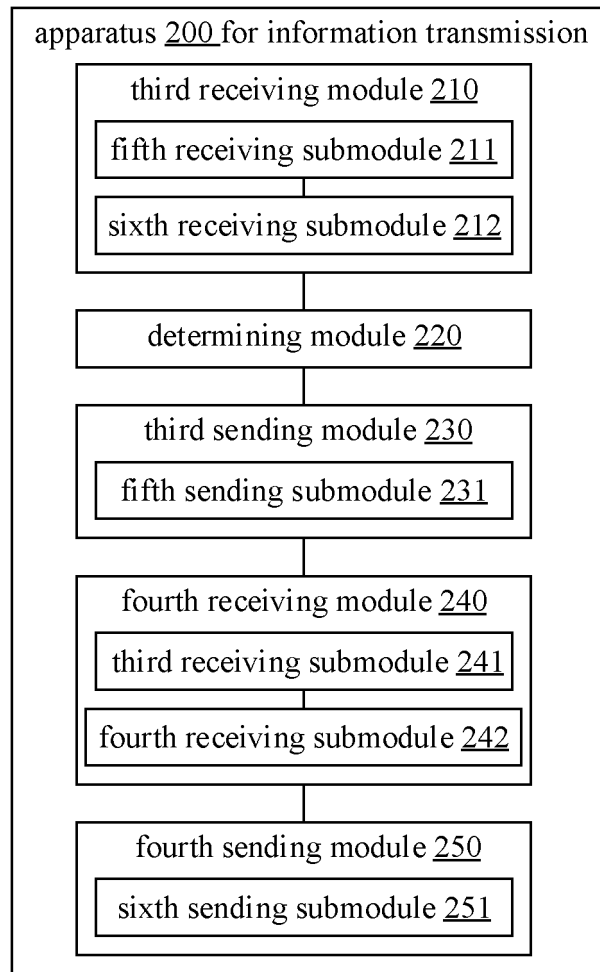 apparatus 200 for information transmission
third receiving module 210
fifth receiving submodule 211
sixth receiving submodule 212
determining module 220
third sending module 230
fifth sending submodule 231
fourth receiving module 240
third receiving submodule 241
fourth receiving submodule 242
fourth sending module 250
sixth sending submodule 251